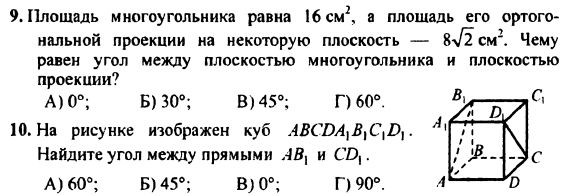 9. Площадь многоугольника равна 16 см², а площадь его ортого-
нальной проекции на некоторую плоскость — 8√2 см². Чему
равен угол между плоскостью многоугольника и плоскостью
проекции?
А) 0°; Б) 30°; В) 45°; Г) 60°.
10. На рисунке изображен куб ABCDA₁B₁C₁D₁.
Найдите угол между прямыми AB₁ и CD₁.
А) 60°; Б) 45°; В) 0°; Г) 90°.
B₁ C₁
A₁ D₁
B C
A D